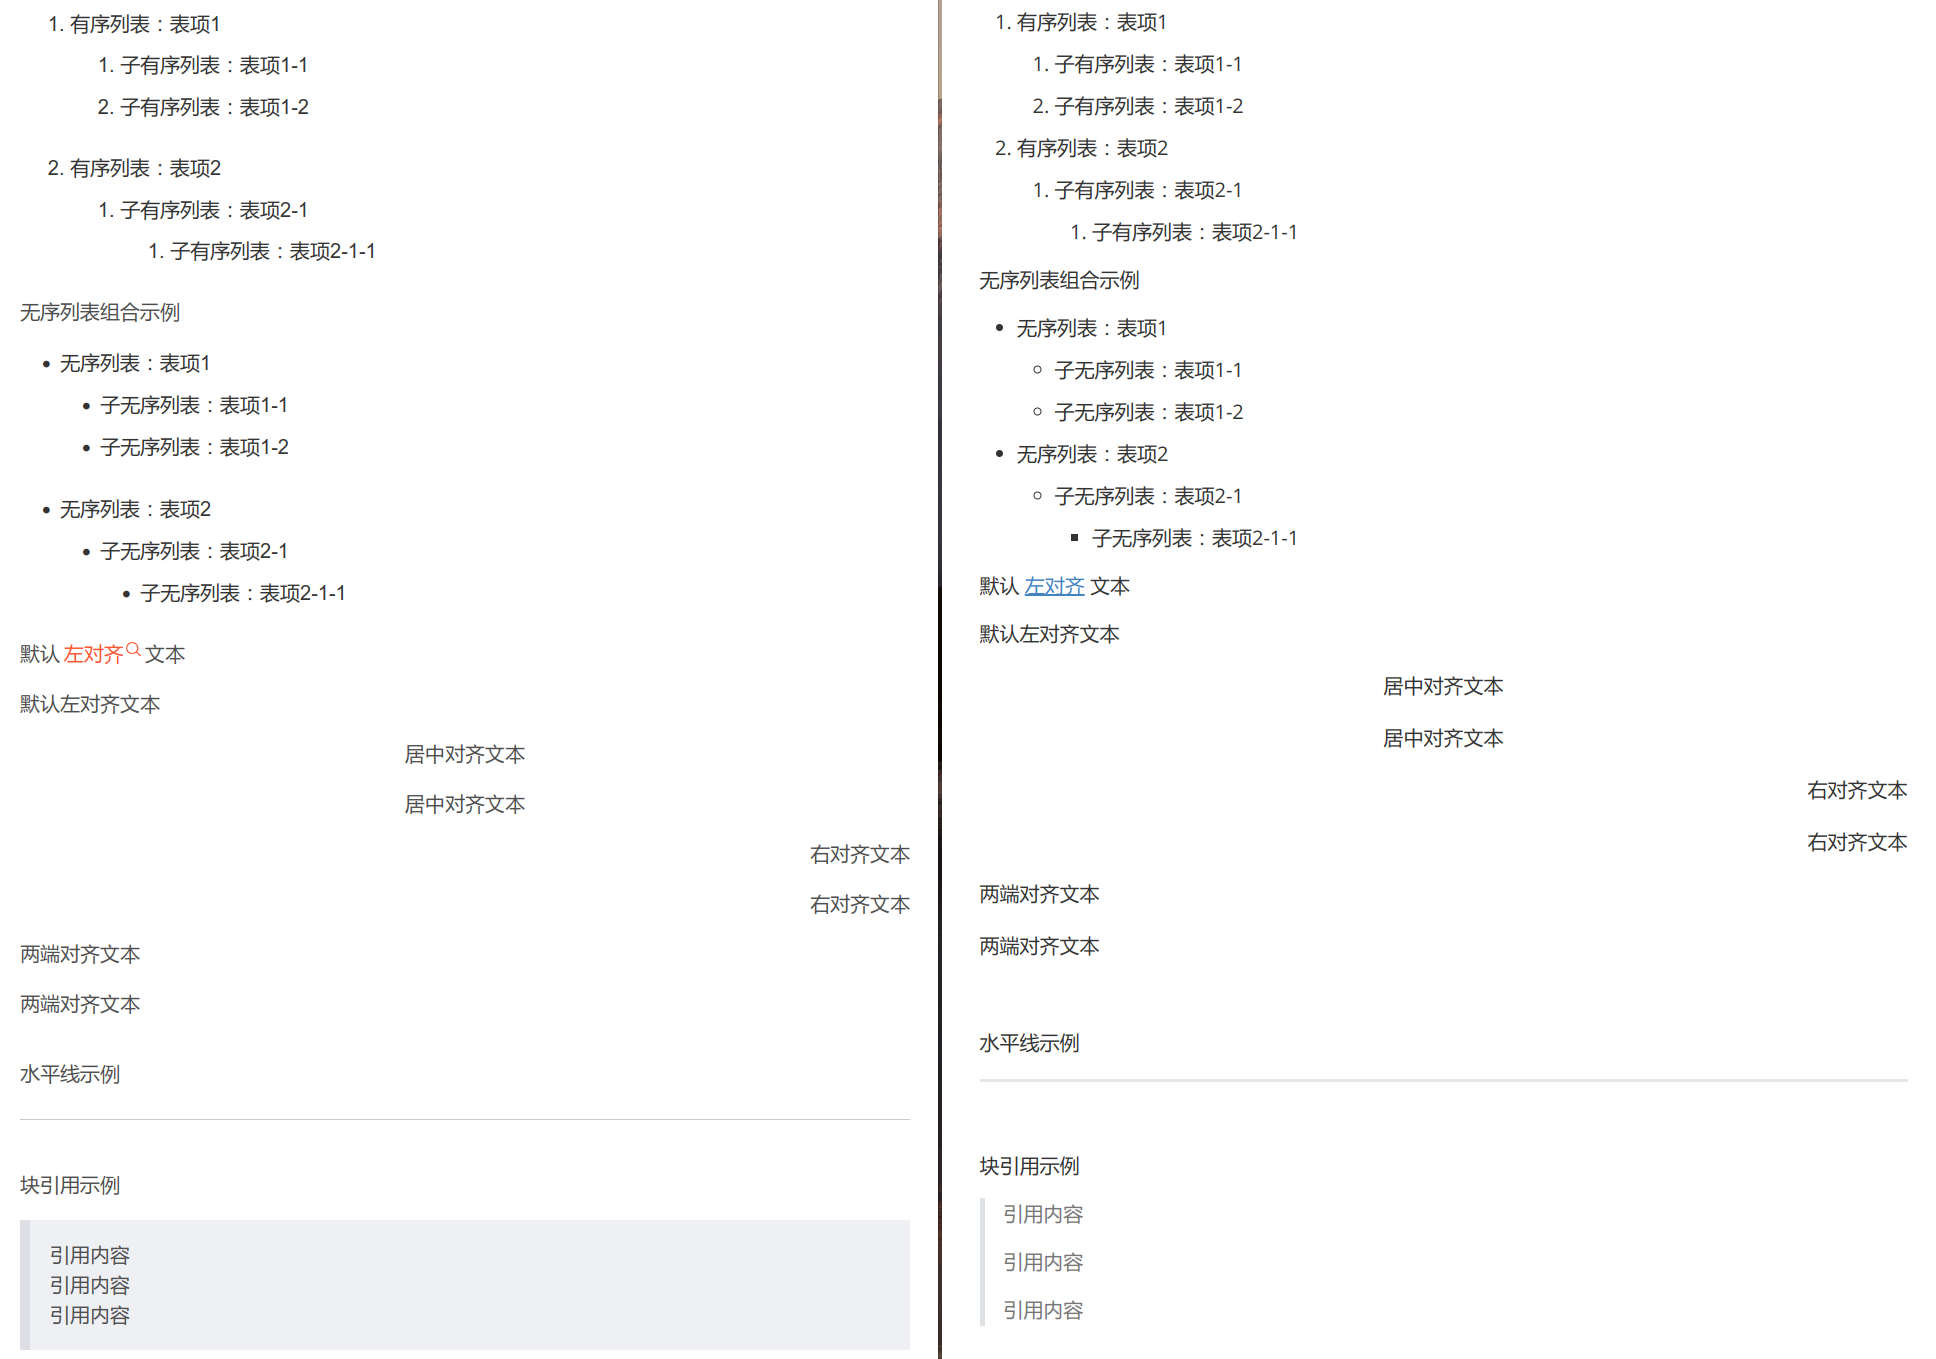 1. 有序列表：表项1
1. 子有序列表：表项1-1
2. 子有序列表：表项1-2
2. 有序列表：表项2
1. 子有序列表：表项2-1
1. 子有序列表：表项2-1-1
无序列表组合示例
• 无序列表：表项1
• 子无序列表：表项1-1
• 子无序列表：表项1-2
• 无序列表：表项2
• 子无序列表：表项2-1
• 子无序列表：表项2-1-1
默认 左对齐 文本
默认左对齐文本
居中对齐文本
居中对齐文本
右对齐文本
右对齐文本
两端对齐文本
两端对齐文本
水平线示例
块引用示例
引用内容
引用内容
引用内容
1. 有序列表：表项1
1. 子有序列表：表项1-1
2. 子有序列表：表项1-2
2. 有序列表：表项2
1. 子有序列表：表项2-1
1. 子有序列表：表项2-1-1
无序列表组合示例
• 无序列表：表项1
◦ 子无序列表：表项1-1
◦ 子无序列表：表项1-2
• 无序列表：表项2
◦ 子无序列表：表项2-1
▪ 子无序列表：表项2-1-1
默认 左对齐 文本
默认左对齐文本
居中对齐文本
居中对齐文本
右对齐文本
右对齐文本
两端对齐文本
两端对齐文本
水平线示例
块引用示例
引用内容
引用内容
引用内容